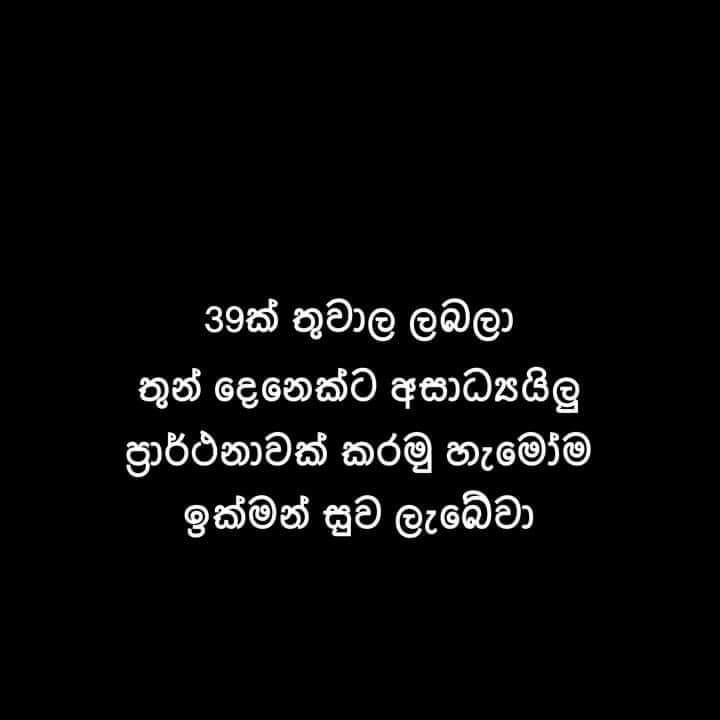 39ක් තුවාල ලබලා
තුන් දෙනෙක්ට අසාධ්‍යයිලු
ප්‍රාර්ථනාවක් කරමු හැමෝම
ඉක්මන් සුව ලැබේවා